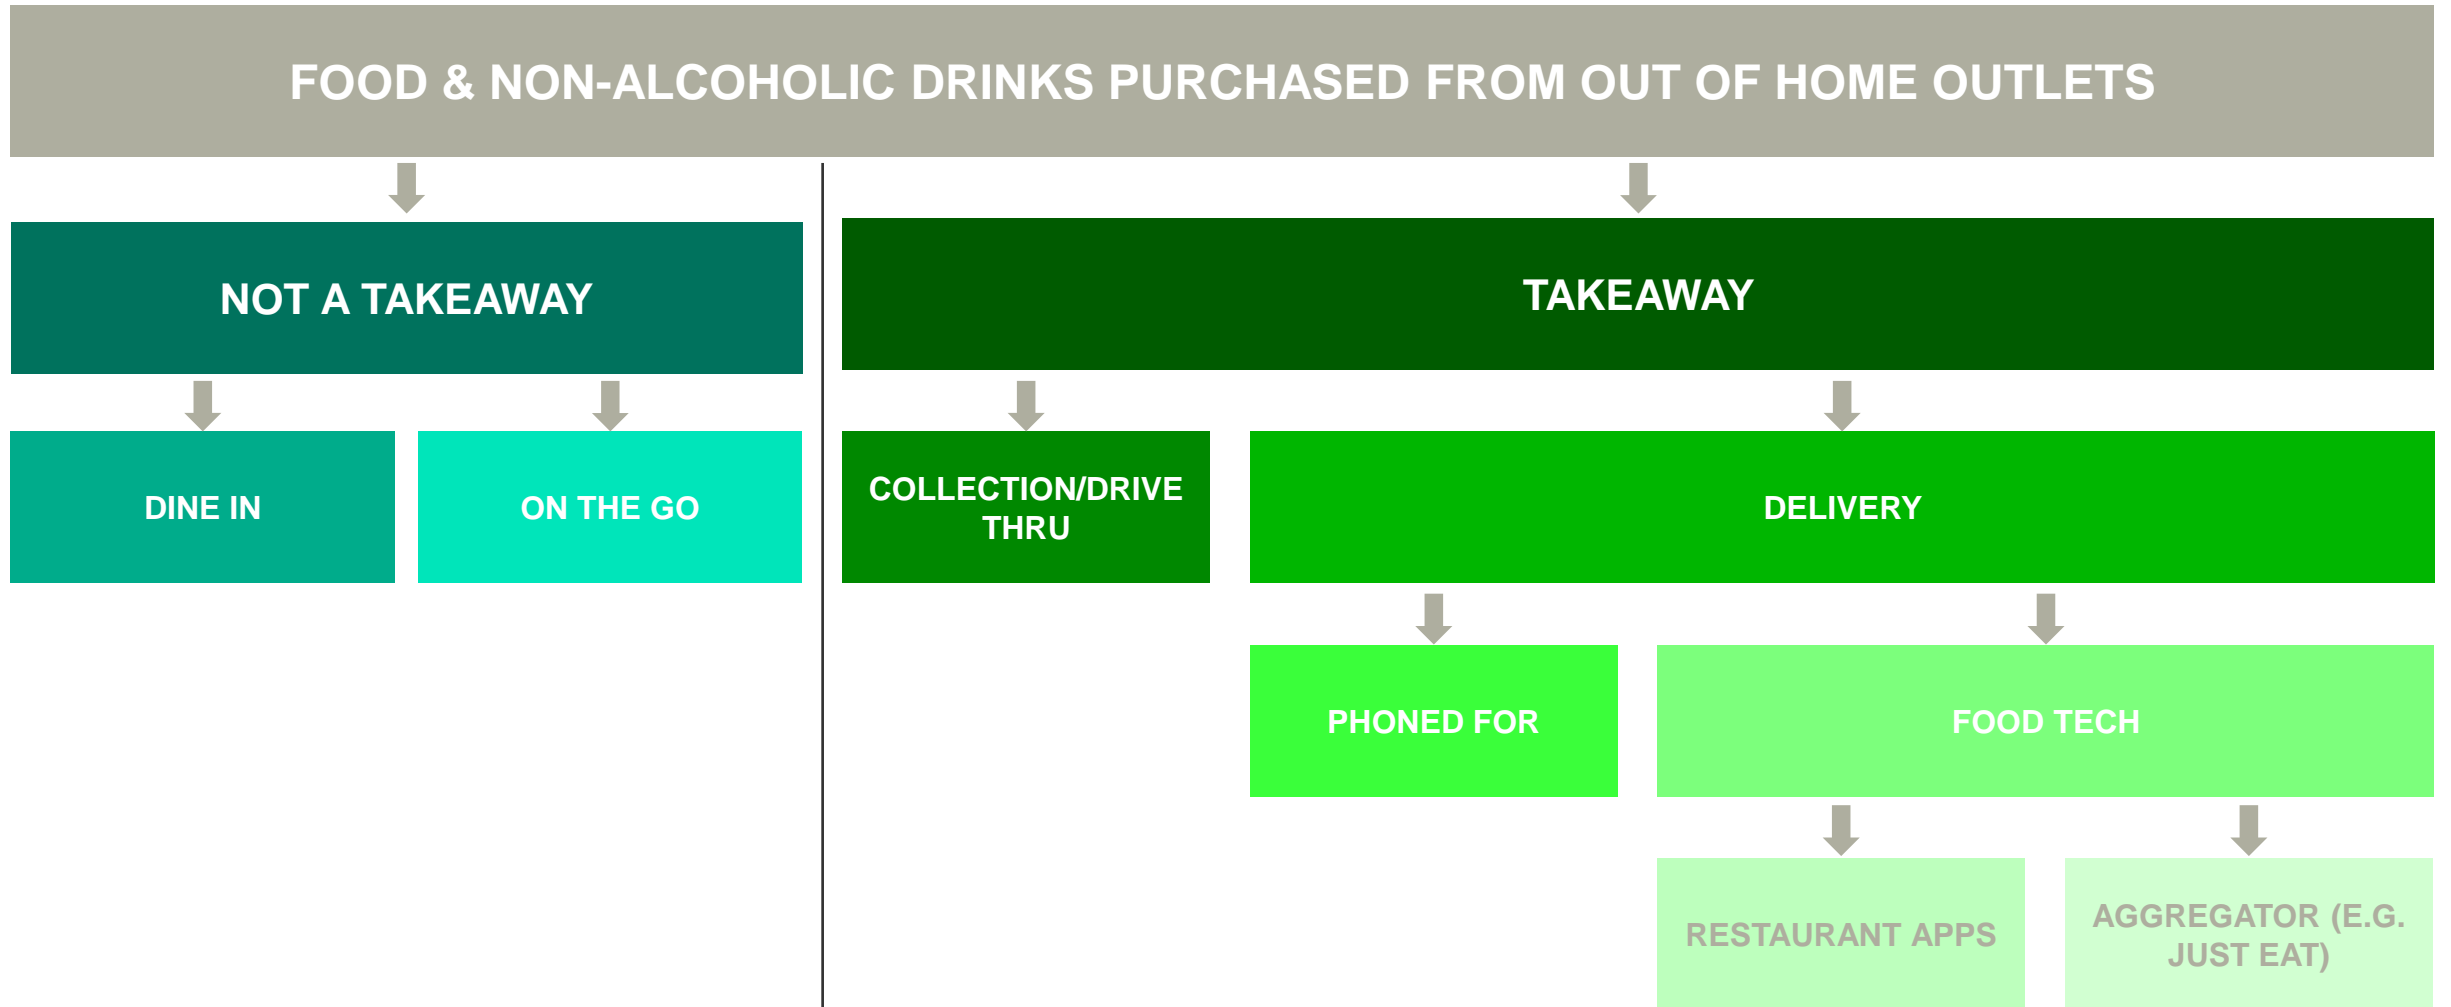 FOOD & NON-ALCOHOLIC DRINKS PURCHASED FROM OUT OF HOME OUTLETS
NOT A TAKEAWAY
TAKEAWAY
DINE IN
ON THE GO
COLLECTION/DRIVE
THRU
DELIVERY
PHONED FOR
FOOD TECH
RESTAURANT APPS
AGGREGATOR (E.G.
JUST EAT)